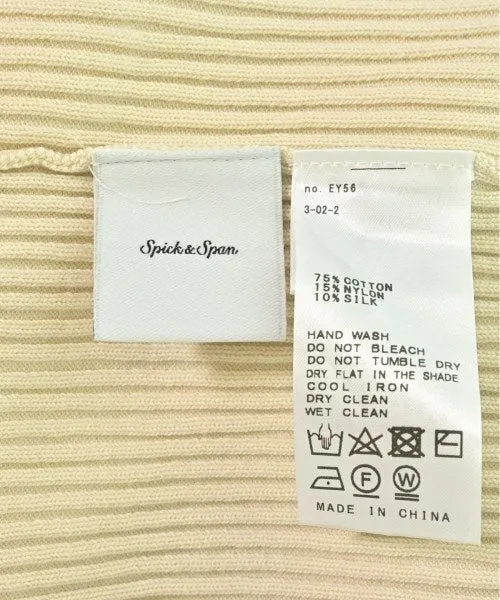 Spick & Span
no. EY56
3-02-2
75% COTTON
15% NYLON
10% SILK
HAND WASH
DO NOT BLEACH
DO NOT TUMBLE DRY
DRY FLAT IN THE SHADE
COOL IRON
DRY CLEAN
WET CLEAN
F W
MADE IN CHINA